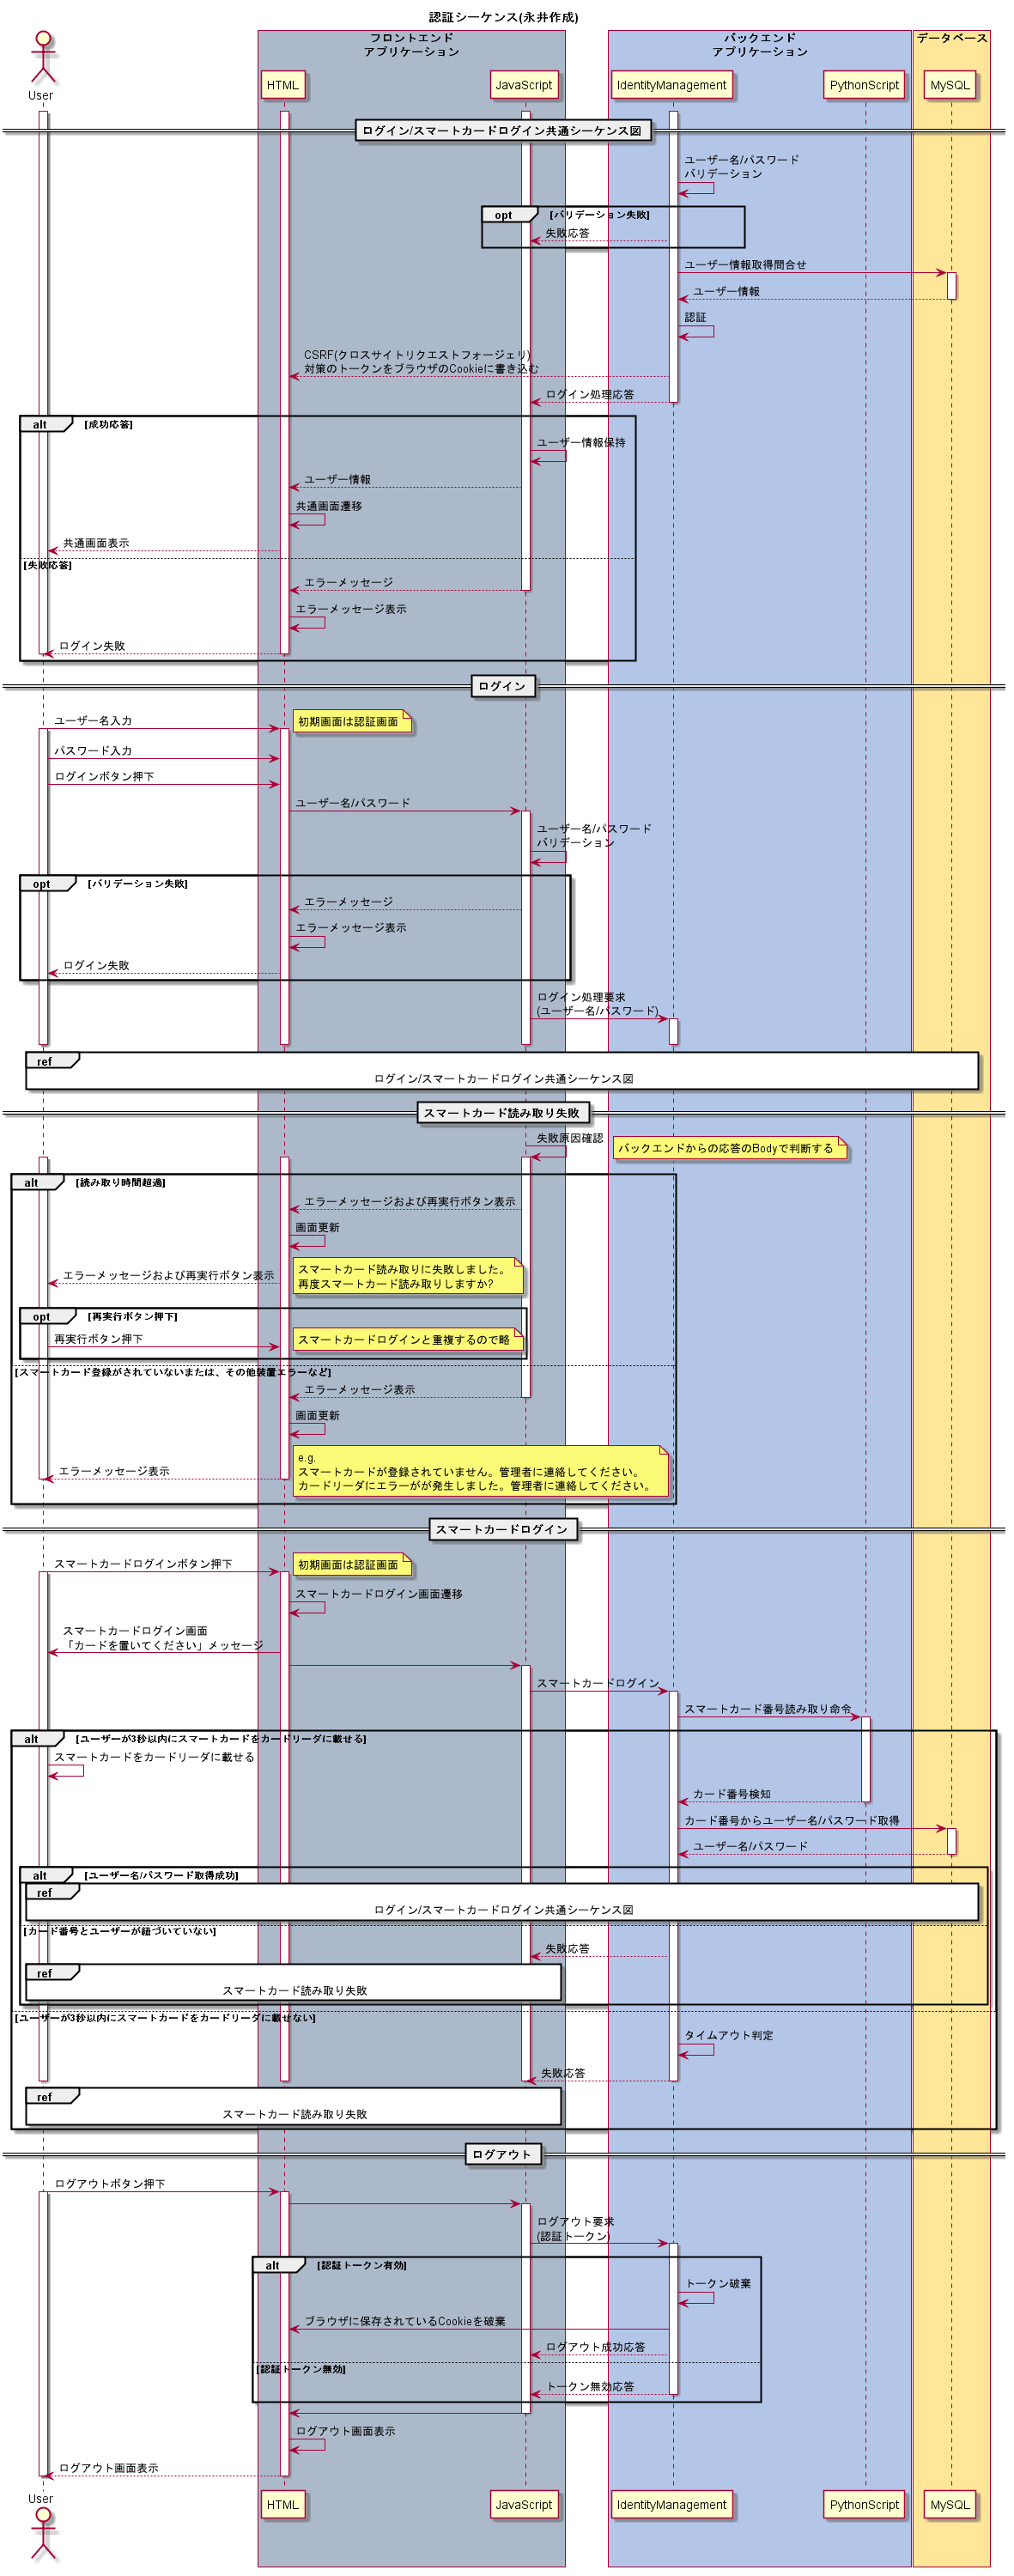 認証シーケンス(永井作成)
フロントエンド
アプリケーション
バックエンド
アプリケーション
データベース
User
HTML
JavaScript
IdentityManagement
PythonScript
MySQL
ログイン/スマートカードログイン共通シーケンス図
ユーザー名/パスワード
バリデーション
opt
[バリデーション失敗]
失敗応答
ユーザー情報取得問合せ
ユーザー情報
認証
CSRF(クロスサイトリクエストフォージェリ)
対策のトークンをブラウザのCookieに書き込む
ログイン処理応答
alt
[成功応答]
ユーザー情報保持
ユーザー情報
共通画面遷移
共通画面表示
[失敗応答]
エラーメッセージ
エラーメッセージ表示
ログイン失敗
ログイン
ユーザー名入力
初期画面は認証画面
パスワード入力
ログインボタン押下
ユーザー名/パスワード
ユーザー名/パスワード
バリデーション
opt
[バリデーション失敗]
エラーメッセージ
エラーメッセージ表示
ログイン失敗
ログイン処理要求
(ユーザー名/パスワード)
ref
ログイン/スマートカードログイン共通シーケンス図
スマートカード読み取り失敗
失敗原因確認
バックエンドからの応答のBodyで判断する
alt
[読み取り時間超過]
エラーメッセージおよび再実行ボタン表示
画面更新
エラーメッセージおよび再実行ボタン表示
スマートカード読み取りに失敗しました。
再度スマートカード読み取りしますか?
opt
[再実行ボタン押下]
再実行ボタン押下
スマートカードログインと重複するので略
[スマートカード登録がされていないまたは、その他装置エラーなど]
エラーメッセージ表示
画面更新
エラーメッセージ表示
e.g.
スマートカードが登録されていません。管理者に連絡してください。
カードリーダにエラーがが発生しました。管理者に連絡してください。
スマートカードログイン
スマートカードログインボタン押下
初期画面は認証画面
スマートカードログイン画面遷移
スマートカードログイン画面
「カードを置いてください」メッセージ
スマートカードログイン
スマートカード番号読み取り命令
alt
[ユーザーが3秒以内にスマートカードをカードリーダに載せる]
スマートカードをカードリーダに載せる
カード番号検知
カード番号からユーザー名/パスワード取得
ユーザー名/パスワード
alt
[ユーザー名/パスワード取得成功]
ref
ログイン/スマートカードログイン共通シーケンス図
[カード番号とユーザーが紐づいていない]
失敗応答
ref
スマートカード読み取り失敗
[ユーザーが3秒以内にスマートカードをカードリーダに載せない]
タイムアウト判定
失敗応答
ref
スマートカード読み取り失敗
ログアウト
ログアウトボタン押下
ログアウト要求
(認証トークン)
alt
[認証トークン有効]
トークン破棄
ブラウザに保存されているCookieを破棄
ログアウト成功応答
[認証トークン無効]
トークン無効応答
ログアウト画面表示
ログアウト画面表示
User
HTML
JavaScript
IdentityManagement
PythonScript
MySQL